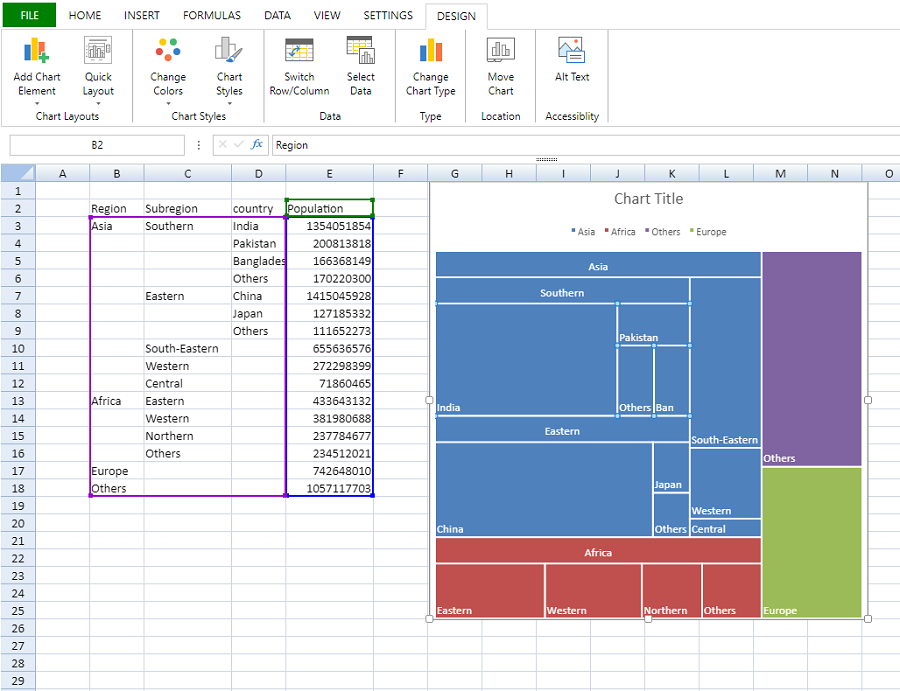 FILE HOME INSERT FORMULAS DATA VIEW SETTINGS DESIGN
Add Chart Quick Change Chart Switch Select Change Move Alt Text
Element Layout Colors Styles Row/Column Data Chart Type Chart
Chart Layouts Chart Styles Data Type Location Accessiblity
B2 fx Region
A B C D E F G H I J K L M N O
1
2 Region Subregion country Population
3 Asia Southern India 1354051854
4 Pakistan 200813818
5 Banglades 166368149
6 Others 170220300
7 Eastern China 1415045928
8 Japan 127185332
9 Others 111652273
10 South-Eastern 655636576
11 Western 272298399
12 Central 71860465
13 Africa Eastern 433643132
14 Western 381980688
15 Northern 237784677
16 Others 234512021
17 Europe 742648010
18 Others 1057117703
19
20
21
22
23
24
25
26
27
28
29
Chart Title
Asia Africa Others Europe
Asia
Southern
Pakistan
India Others Ban
Eastern
South-Eastern
Others
Japan
Western
China Others Central
Africa
Eastern Western Northern Others Europe